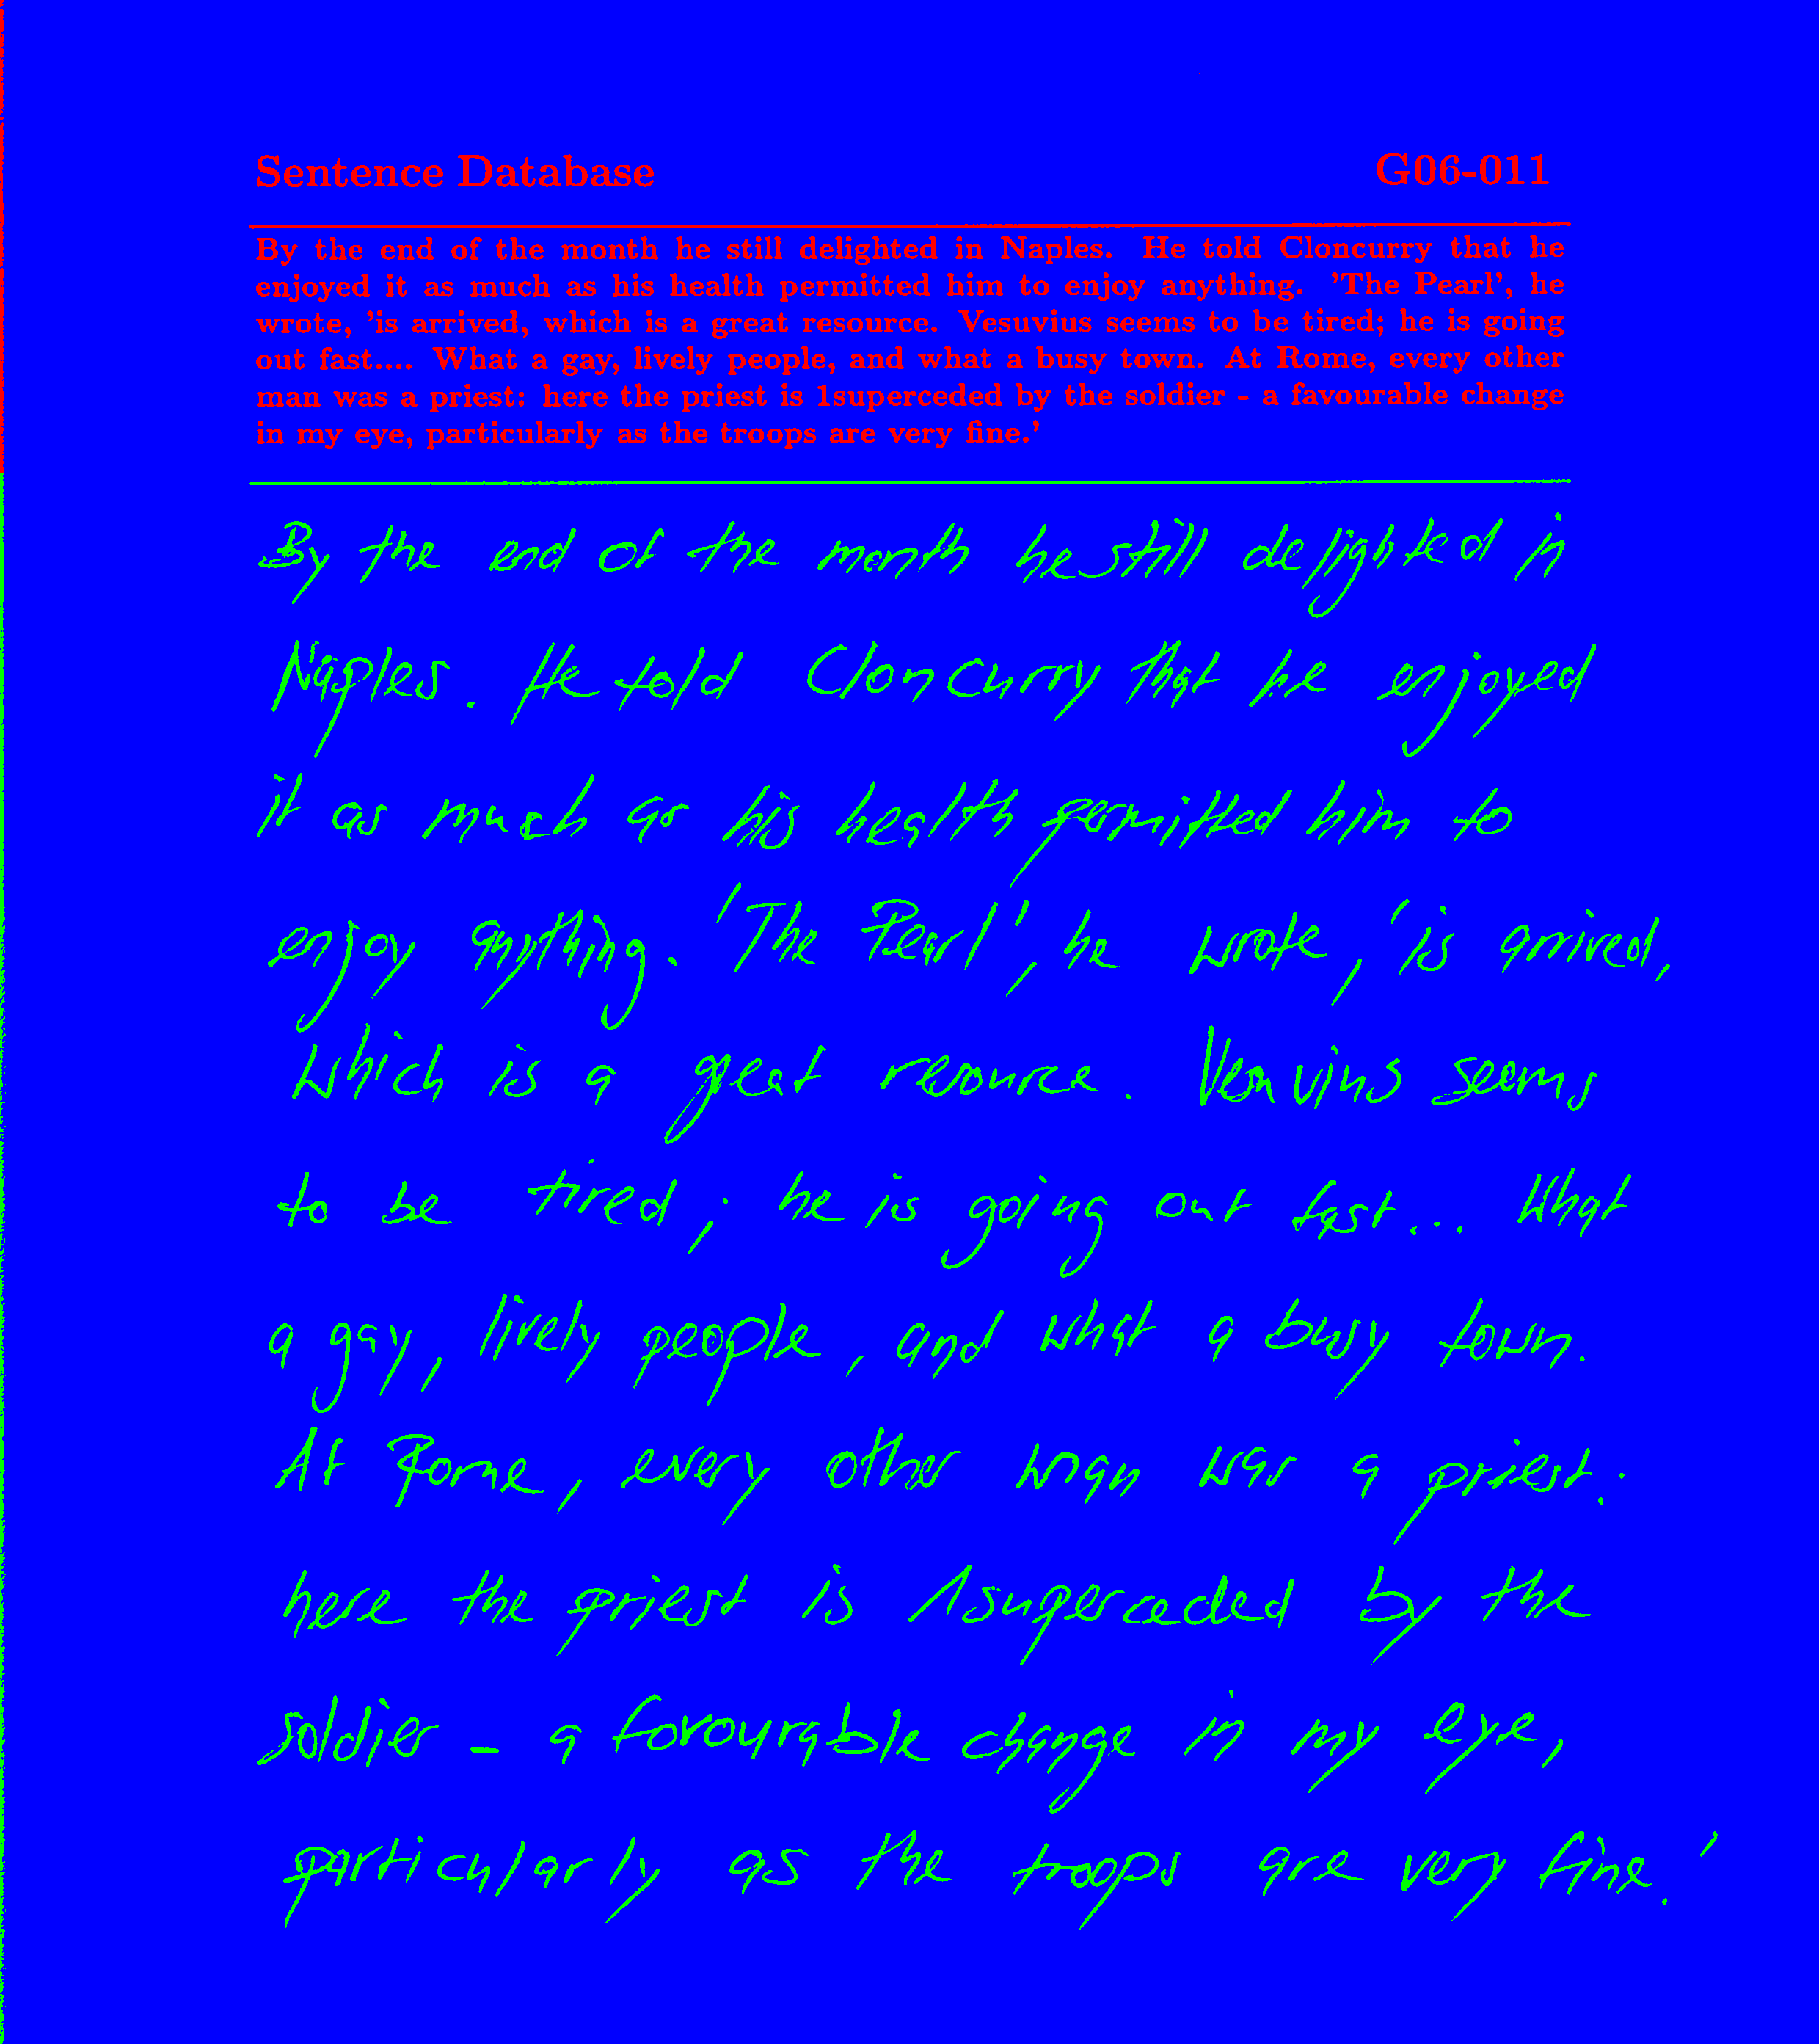 Sentence Database G06-011
By the end of the month he still delighted in Naples. He told Cloncurry that he
enjoyed it as much as his health permitted him to enjoy anything. 'The Pearl', he
wrote, 'is arrived, which is a great resource. Vesuvius seems to be tired; he is going
out fast.... What a gay, lively people, and what a busy town. At Rome, every other
man was a priest: here the priest is 1superceded by the soldier - a favourable change
in my eye, particularly as the troops are very fine.'
By the end of the month he still delighted in
Naples. He told Cloncurry that he enjoyed
it as much as his health permitted him to
enjoy anything. 'The Pearl', he wrote, 'is arrived,
which is a great resource. Vesuvius seems
to be tired; he is going out fast... What
a gay, lively people, and what a busy town.
At Rome, every other man was a priest:
here the priest is 1superceded by the
soldier - a favourable change in my eye,
particularly as the troops are very fine.'